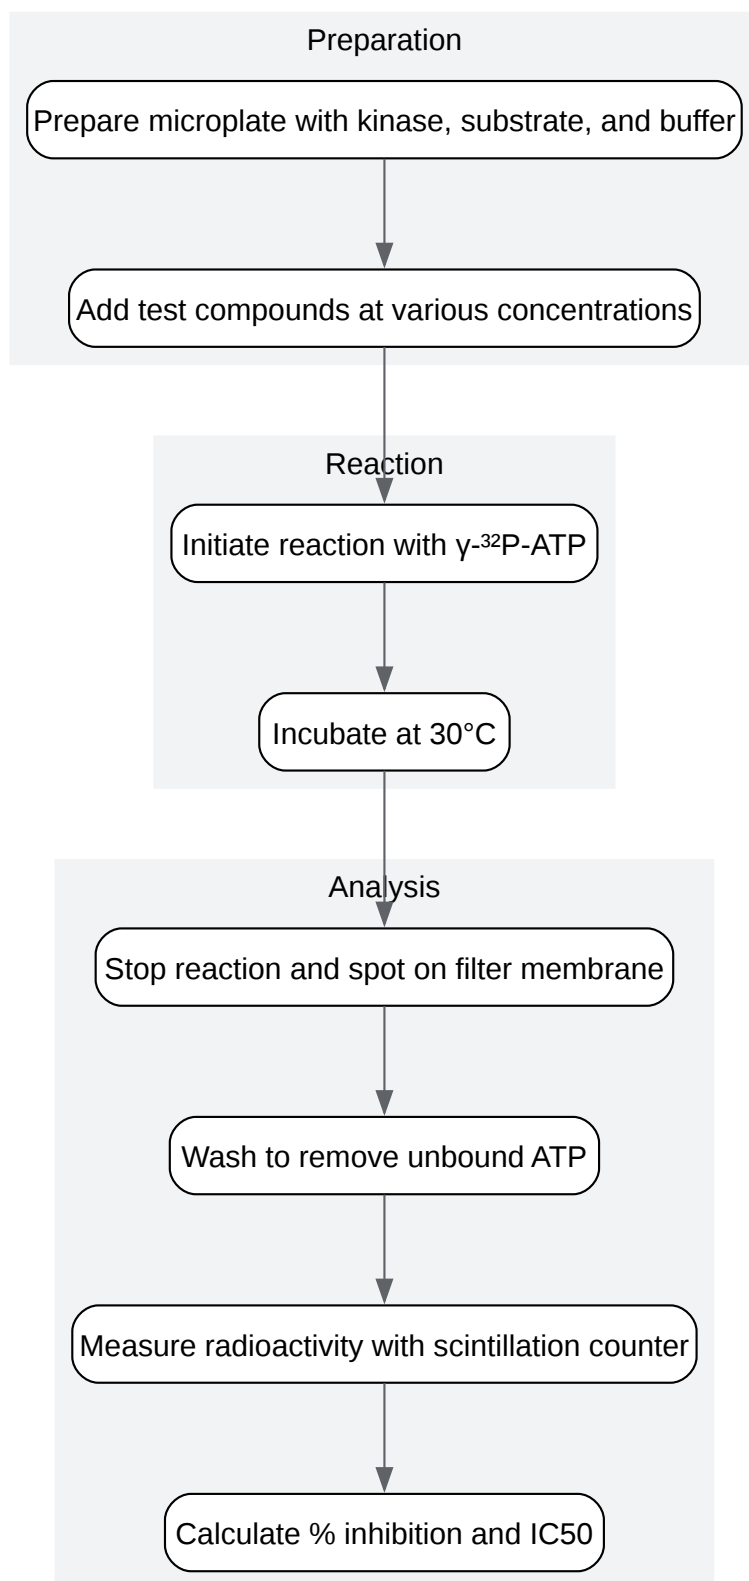 Preparation
Prepare microplate with kinase, substrate, and buffer
Add test compounds at various concentrations
Reaction
Initiate reaction with γ-³²P-ATP
Incubate at 30°C
Analysis
Stop reaction and spot on filter membrane
Wash to remove unbound ATP
Measure radioactivity with scintillation counter
Calculate % inhibition and IC50